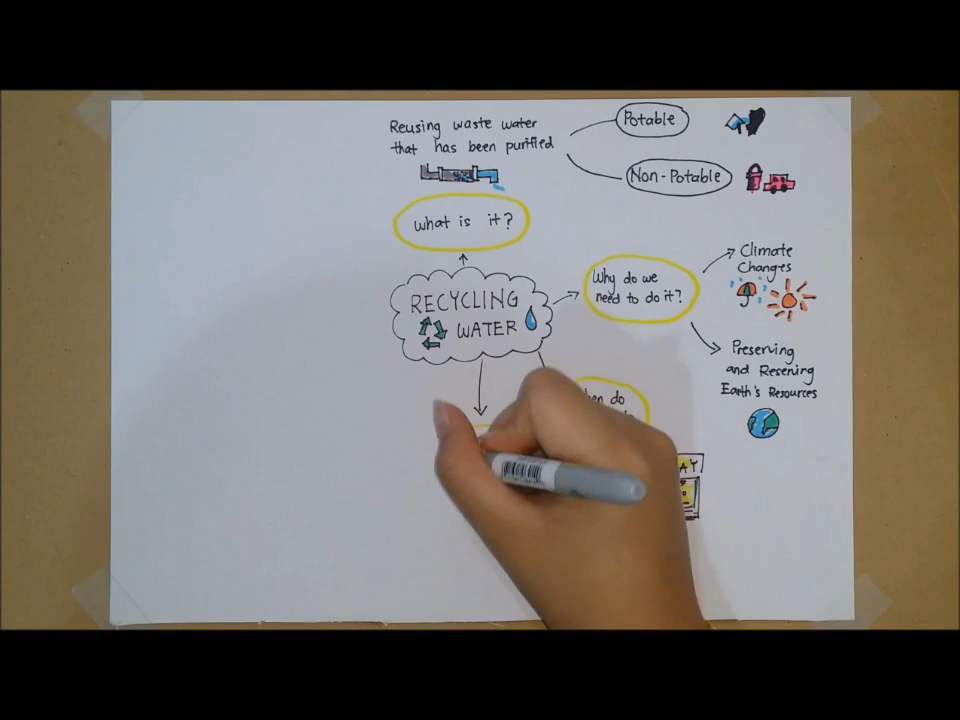 Reusing waste water
that has been purified
Potable
Non-Potable
What is it?
RECYCLING
WATER
Why do we
need to do it?
Climate
Changes
Preserving
and Reserving
Earth's Resources
do